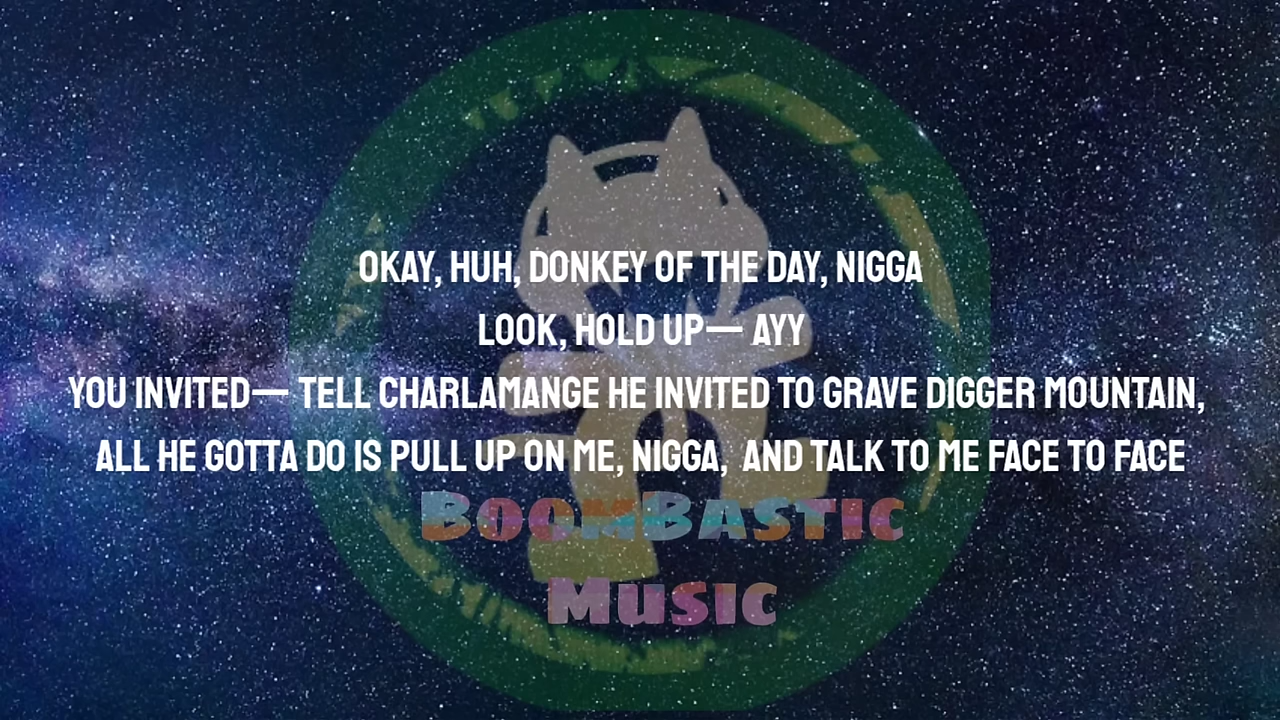 OKAY, HUH, DONKEY OF THE DAY, NIGGA
LOOK, HOLD UP— AYY
YOU INVITED— TELL CHARLAMANGE HE INVITED TO GRAVE DIGGER MOUNTAIN,
ALL HE GOTTA DO IS PULL UP ON ME, NIGGA, AND TALK TO ME FACE TO FACE
BOOMBASTIC
MUSIC